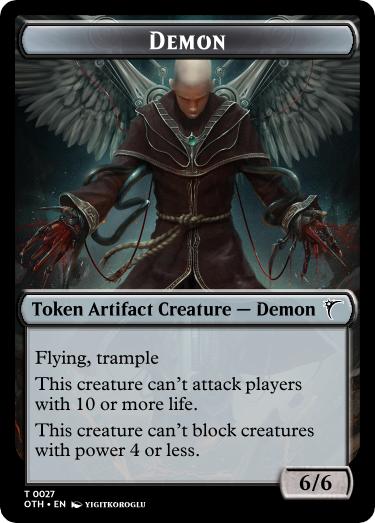 DEMON
Token Artifact Creature — Demon
Flying, trample
This creature can't attack players
with 10 or more life.
This creature can't block creatures
with power 4 or less.
6/6
T 0027
OTH • EN YIGITKOROGLU